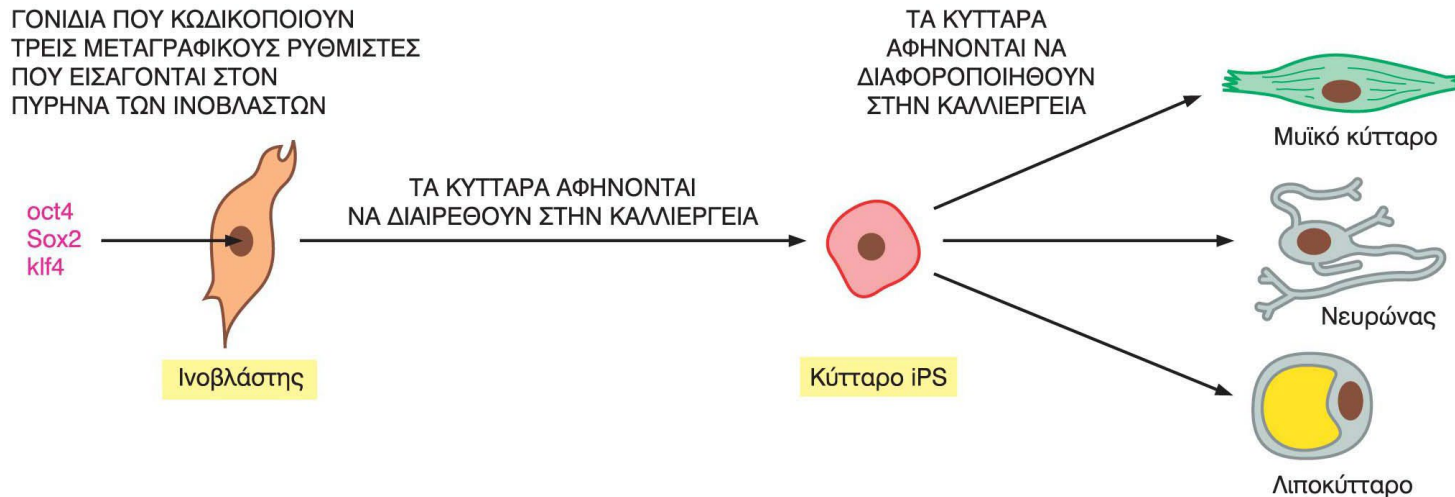 ΓΟΝΙΔΙΑ ΠΟΥ ΚΩΔΙΚΟΠΟΙΟΥΝ
ΤΡΕΙΣ ΜΕΤΑΓΡΑΦΙΚΟΥΣ ΡΥΘΜΙΣΤΕΣ
ΠΟΥ ΕΙΣΑΓΟΝΤΑΙ ΣΤΟΝ
ΠΥΡΗΝΑ ΤΩΝ ΙΝΟΒΛΑΣΤΩΝ
oct4
Sox2
klf4
Ινοβλάστης
ΤΑ ΚΥΤΤΑΡΑ ΑΦΗΝΟΝΤΑΙ
ΝΑ ΔΙΑΙΡΕΘΟΥΝ ΣΤΗΝ ΚΑΛΛΙΕΡΓΕΙΑ
Κύτταρο iPS
ΤΑ ΚΥΤΤΑΡΑ
ΑΦΗΝΟΝΤΑΙ ΝΑ
ΔΙΑΦΟΡΟΠΟΙΗΘΟΥΝ
ΣΤΗΝ ΚΑΛΛΙΕΡΓΕΙΑ
Μυϊκό κύτταρο
Νευρώνας
Λιποκύτταρο